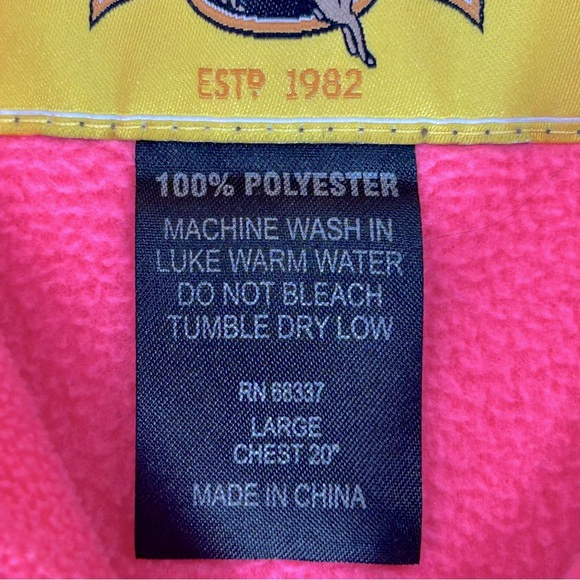 ESTD 1982
100% POLYESTER
MACHINE WASH IN
LUKE WARM WATER
DO NOT BLEACH
TUMBLE DRY LOW
RN 68337
LARGE
CHEST 20"
MADE IN CHINA